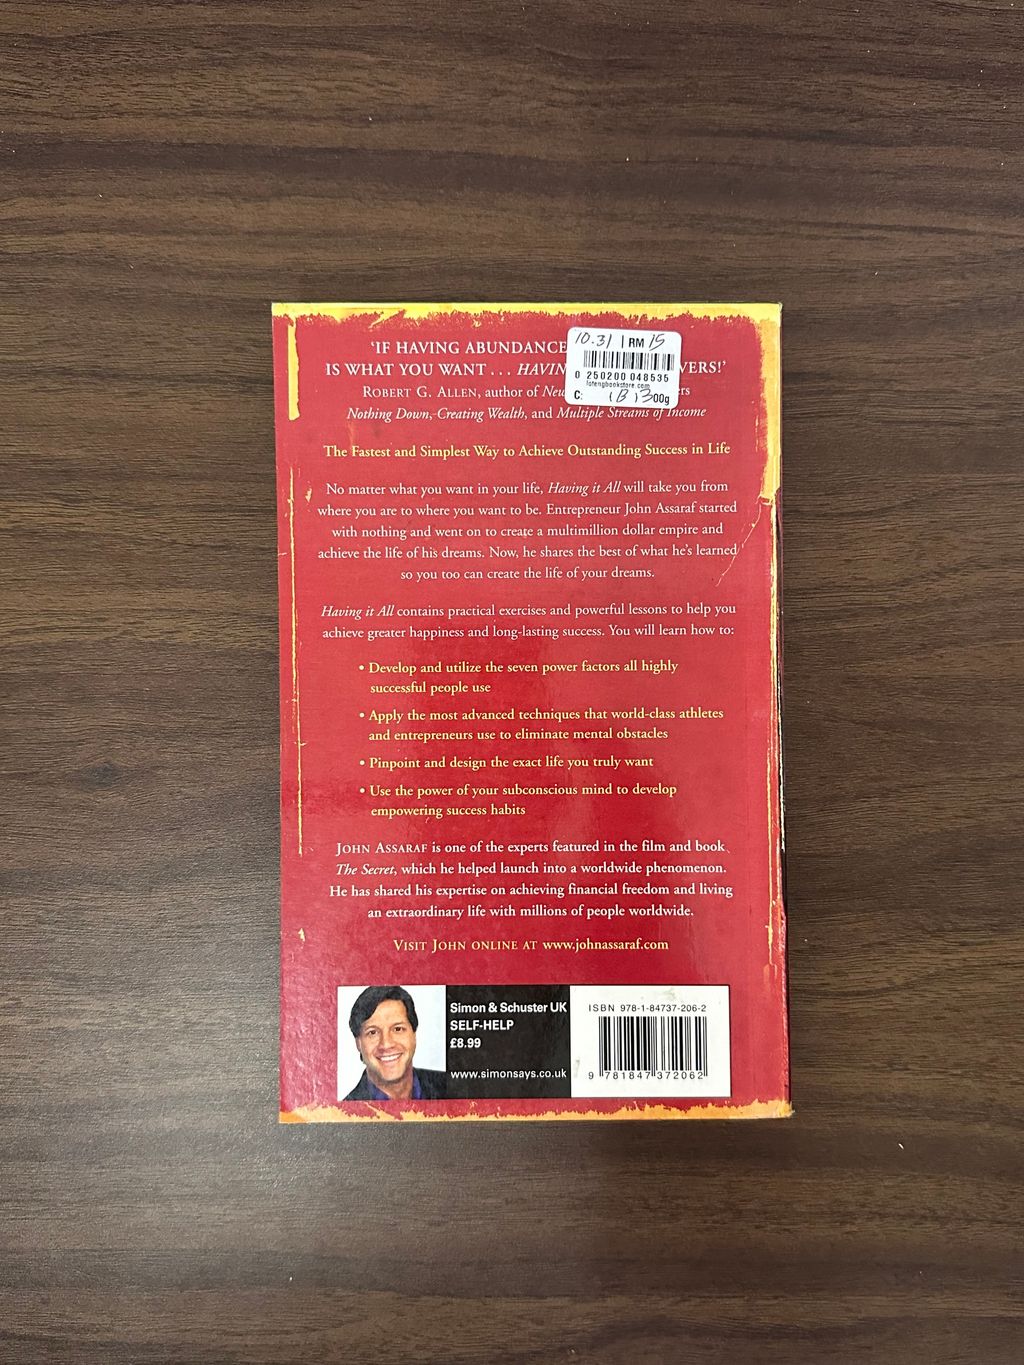 ‘IF HAVING ABUNDANCE
IS WHAT YOU WANT . . . VERS!’
ROBERT G. ALLEN, author of
Nothing Down, Creating Wealth, and Multiple Streams of Income
10.31 RM 15
0 250200 048535
C: (B) 300g
The Fastest and Simplest Way to Achieve Outstanding Success in Life
No matter what you want in your life, Having it All will take you from
where you are to where you want to be. Entrepreneur John Assaraf started
with nothing and went on to create a multimillion dollar empire and
achieve the life of his dreams. Now, he shares the best of what he’s learned
so you too can create the life of your dreams.
Having it All contains practical exercises and powerful lessons to help you
achieve greater happiness and long-lasting success. You will learn how to:
• Develop and utilize the seven power factors all highly
successful people use
• Apply the most advanced techniques that world-class athletes
and entrepreneurs use to eliminate mental obstacles
• Pinpoint and design the exact life you truly want
• Use the power of your subconscious mind to develop
empowering success habits
JOHN ASSARAF is one of the experts featured in the film and book
The Secret, which he helped launch into a worldwide phenomenon.
He has shared his expertise on achieving financial freedom and living
an extraordinary life with millions of people worldwide.
VISIT JOHN ONLINE AT www.johnassaraf.com
Simon & Schuster UK
SELF-HELP
£8.99
www.simonsays.co.uk
ISBN 978-1-84737-206-2
9 781847 372062